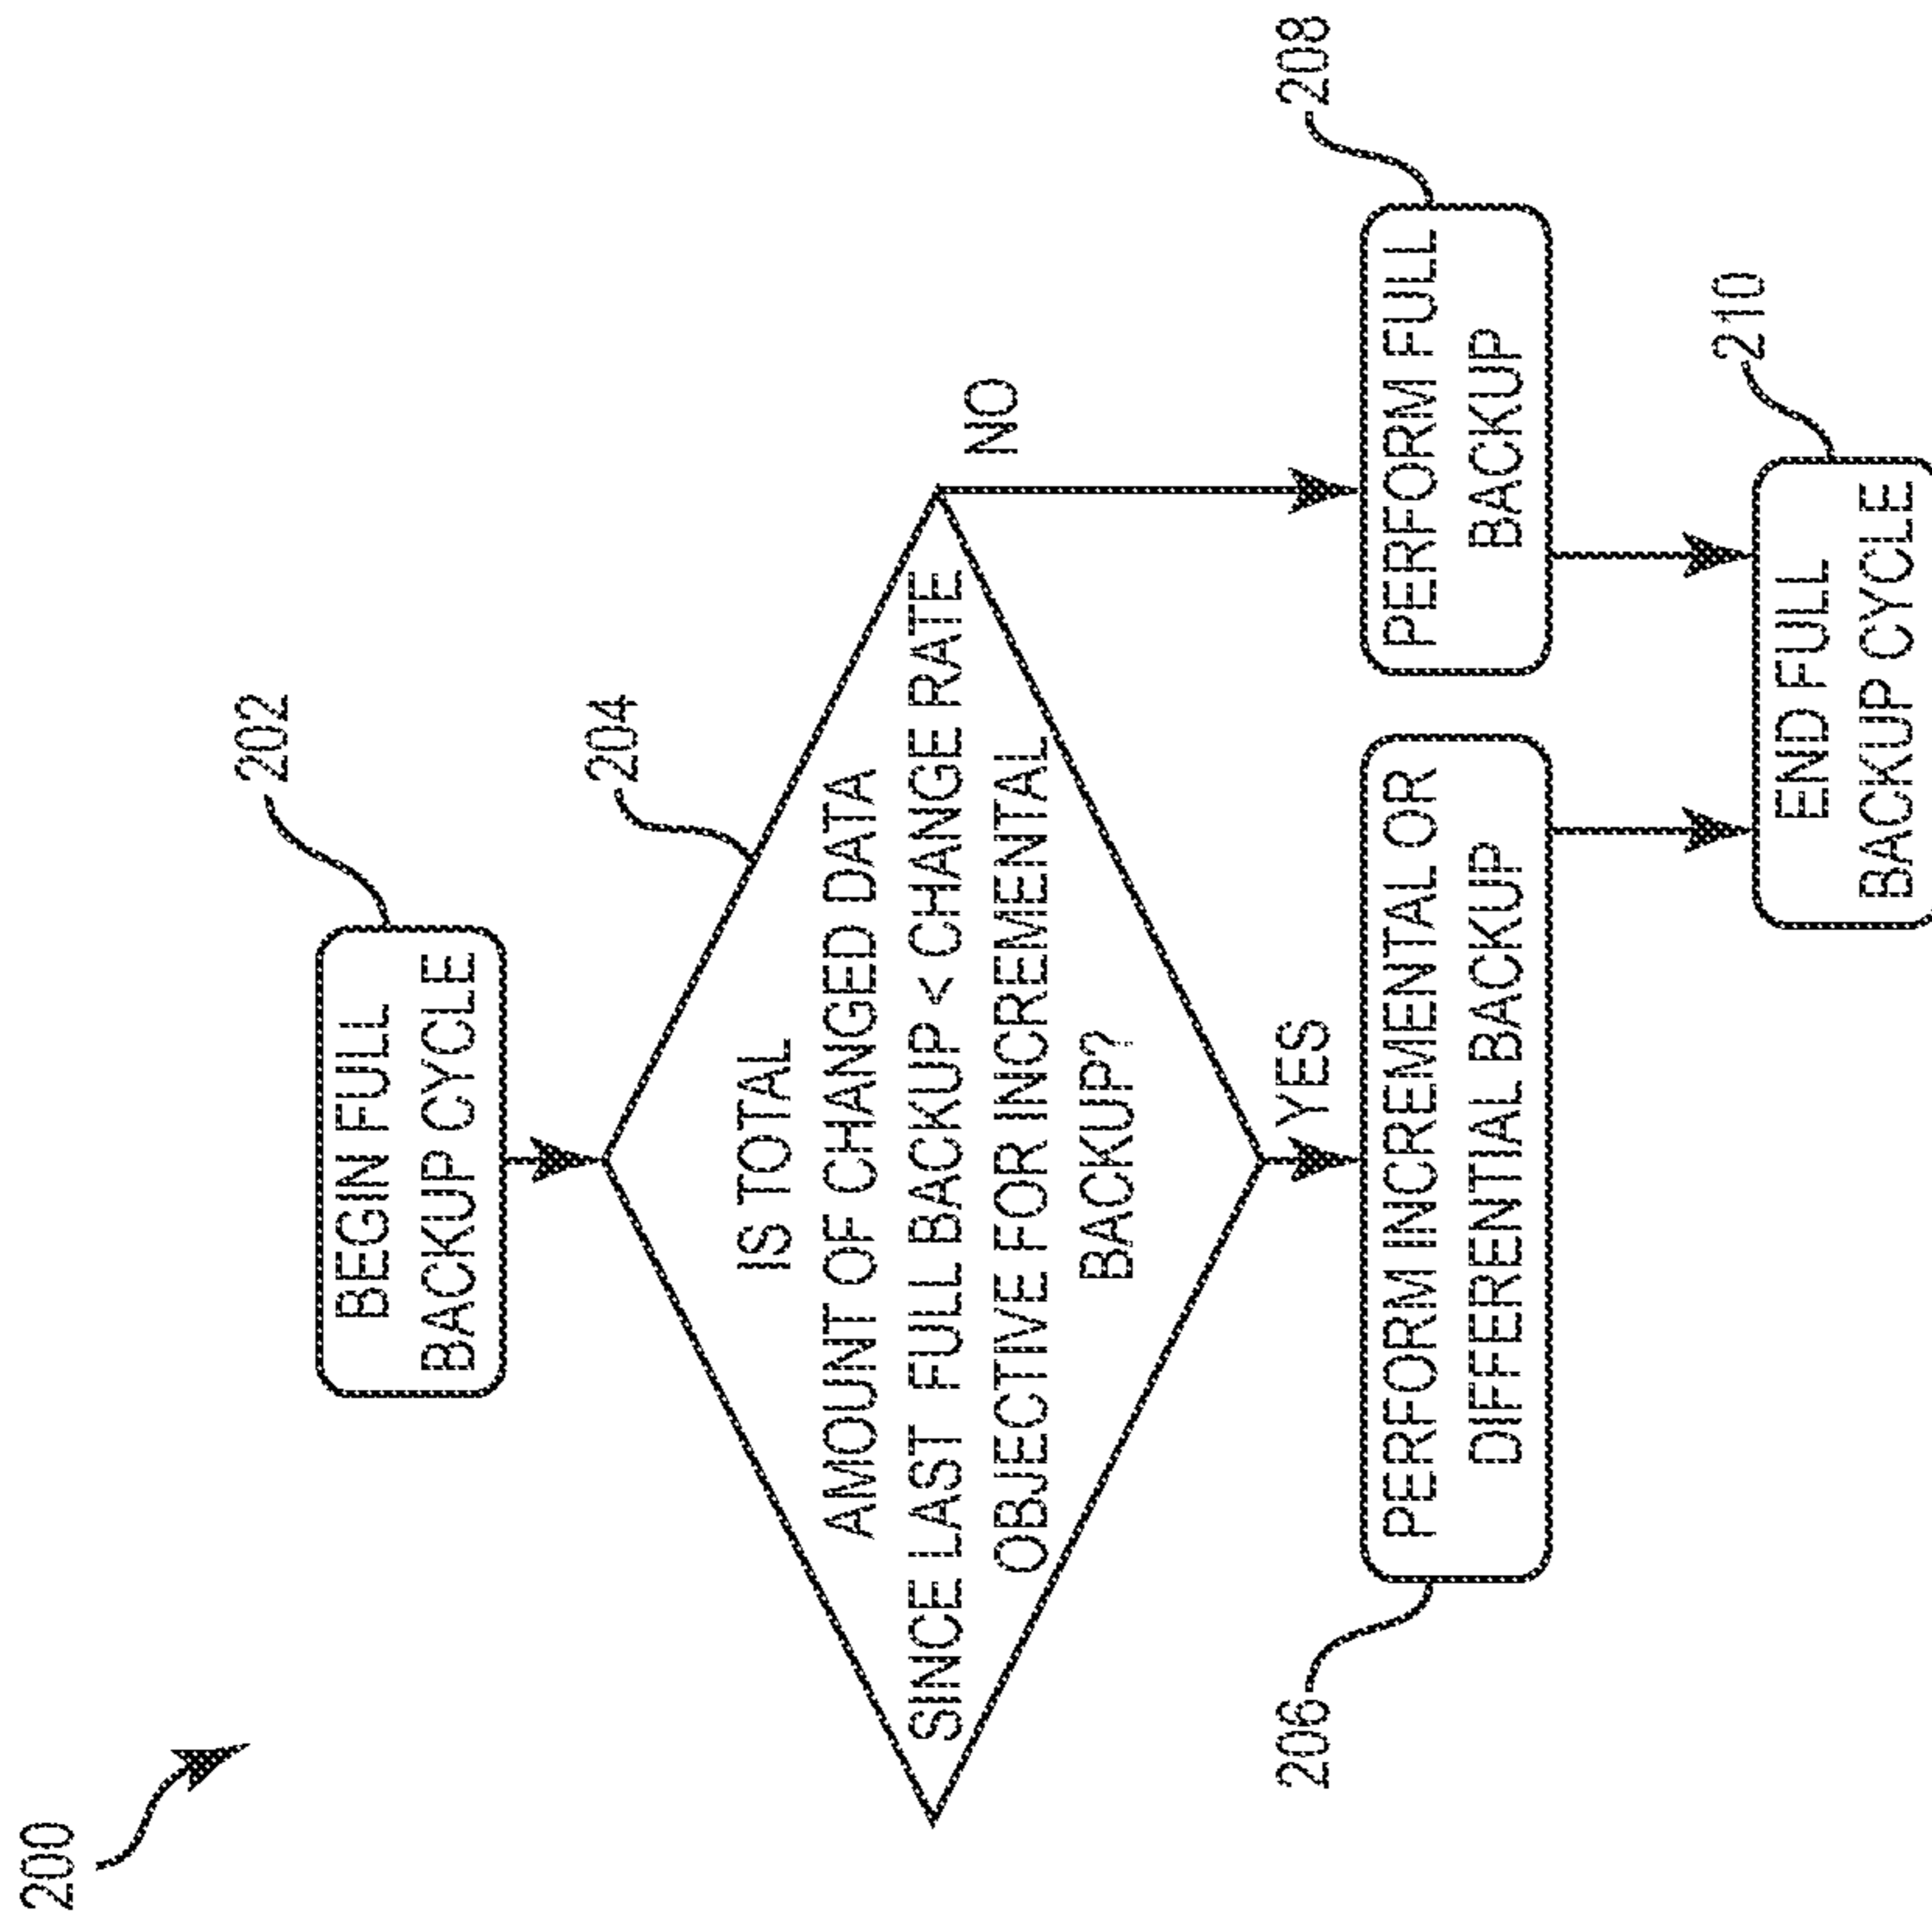 200
202
BEGIN FULL
BACKUP CYCLE
204
IS TOTAL
AMOUNT OF CHANGED DATA
SINCE LAST FULL BACKUP < CHANGE RATE
OBJECTIVE FOR INCREMENTAL
BACKUP?
NO
YES
206
PERFORM INCREMENTAL OR
DIFFERENTIAL BACKUP
208
PERFORM FULL
BACKUP
210
END FULL
BACKUP CYCLE